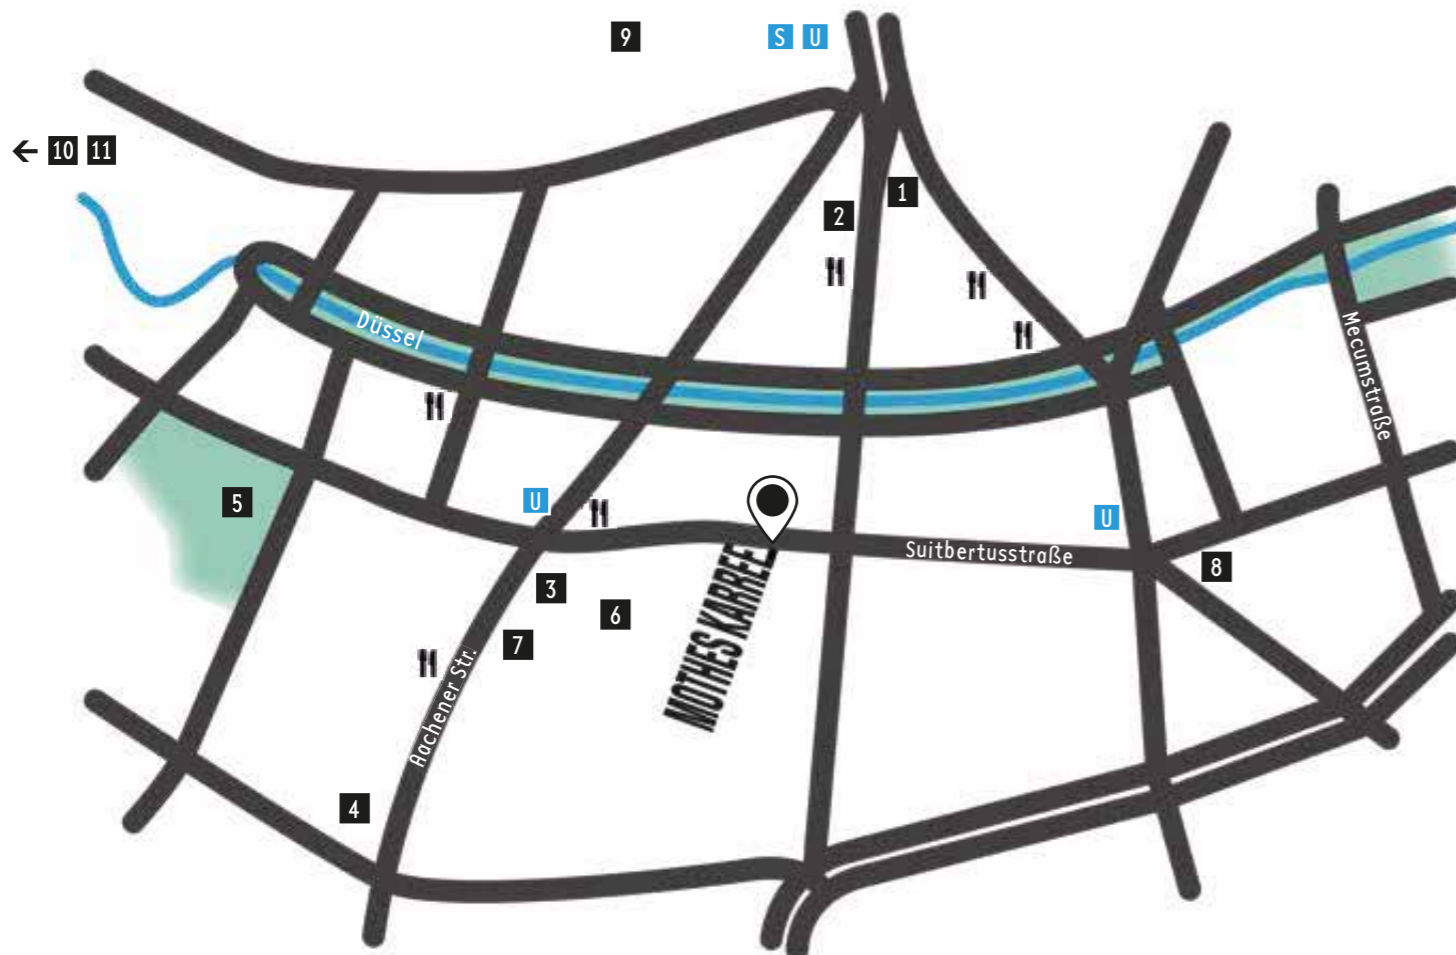 9
S U
← 10 11
1
2
Düssel
Mecumstraße
5
U
U
Suitbertusstraße
8
3
6
7
MOTHES KARREE
Aachener Str.
4